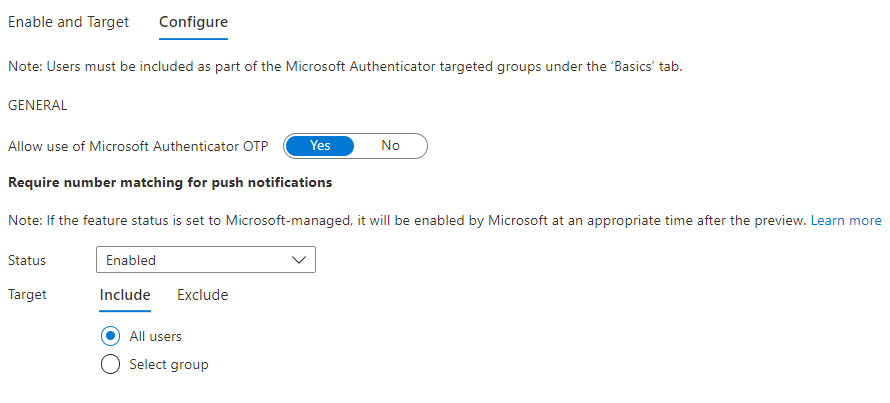 Enable and Target Configure
Note: Users must be included as part of the Microsoft Authenticator targeted groups under the ‘Basics’ tab.
GENERAL
Allow use of Microsoft Authenticator OTP Yes No
Require number matching for push notifications
Note: If the feature status is set to Microsoft-managed, it will be enabled by Microsoft at an appropriate time after the preview. Learn more
Status Enabled
Target Include Exclude
All users
Select group